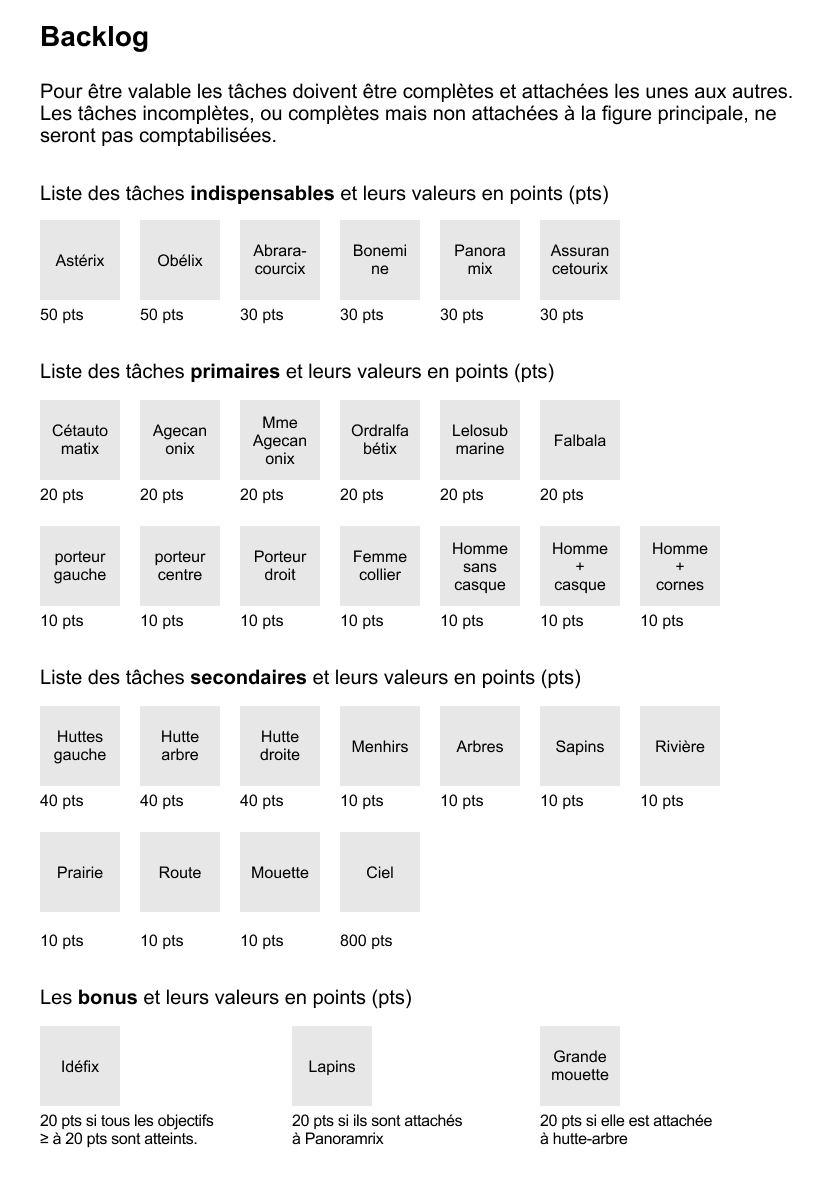 Backlog
Pour être valable les tâches doivent être complètes et attachées les unes aux autres.
Les tâches incomplètes, ou complètes mais non attachées à la figure principale, ne
seront pas comptabilisées.
Liste des tâches indispensables et leurs valeurs en points (pts)
Astérix
Obélix
Abrara-
courcix
Bonemi
ne
Panora
mix
Assuran
cetourix
50 pts
50 pts
30 pts
30 pts
30 pts
30 pts
Liste des tâches primaires et leurs valeurs en points (pts)
Cétauto
matix
Agecan
onix
Mme
Agecan
onix
Ordralfa
bétix
Lelosub
marine
Falbala
20 pts
20 pts
20 pts
20 pts
20 pts
20 pts
porteur
gauche
porteur
centre
Porteur
droit
Femme
collier
Homme
sans
casque
Homme
+
casque
Homme
+
cornes
10 pts
10 pts
10 pts
10 pts
10 pts
10 pts
10 pts
Liste des tâches secondaires et leurs valeurs en points (pts)
Huttes
gauche
Hutte
arbre
Hutte
droite
Menhirs
Arbres
Sapins
Rivière
40 pts
40 pts
40 pts
10 pts
10 pts
10 pts
10 pts
Prairie
Route
Mouette
Ciel
10 pts
10 pts
10 pts
800 pts
Les bonus et leurs valeurs en points (pts)
Idéfix
Lapins
Grande
mouette
20 pts si tous les objectifs
≥ à 20 pts sont atteints.
20 pts si ils sont attachés
à Panoramrix
20 pts si elle est attachée
à hutte-arbre